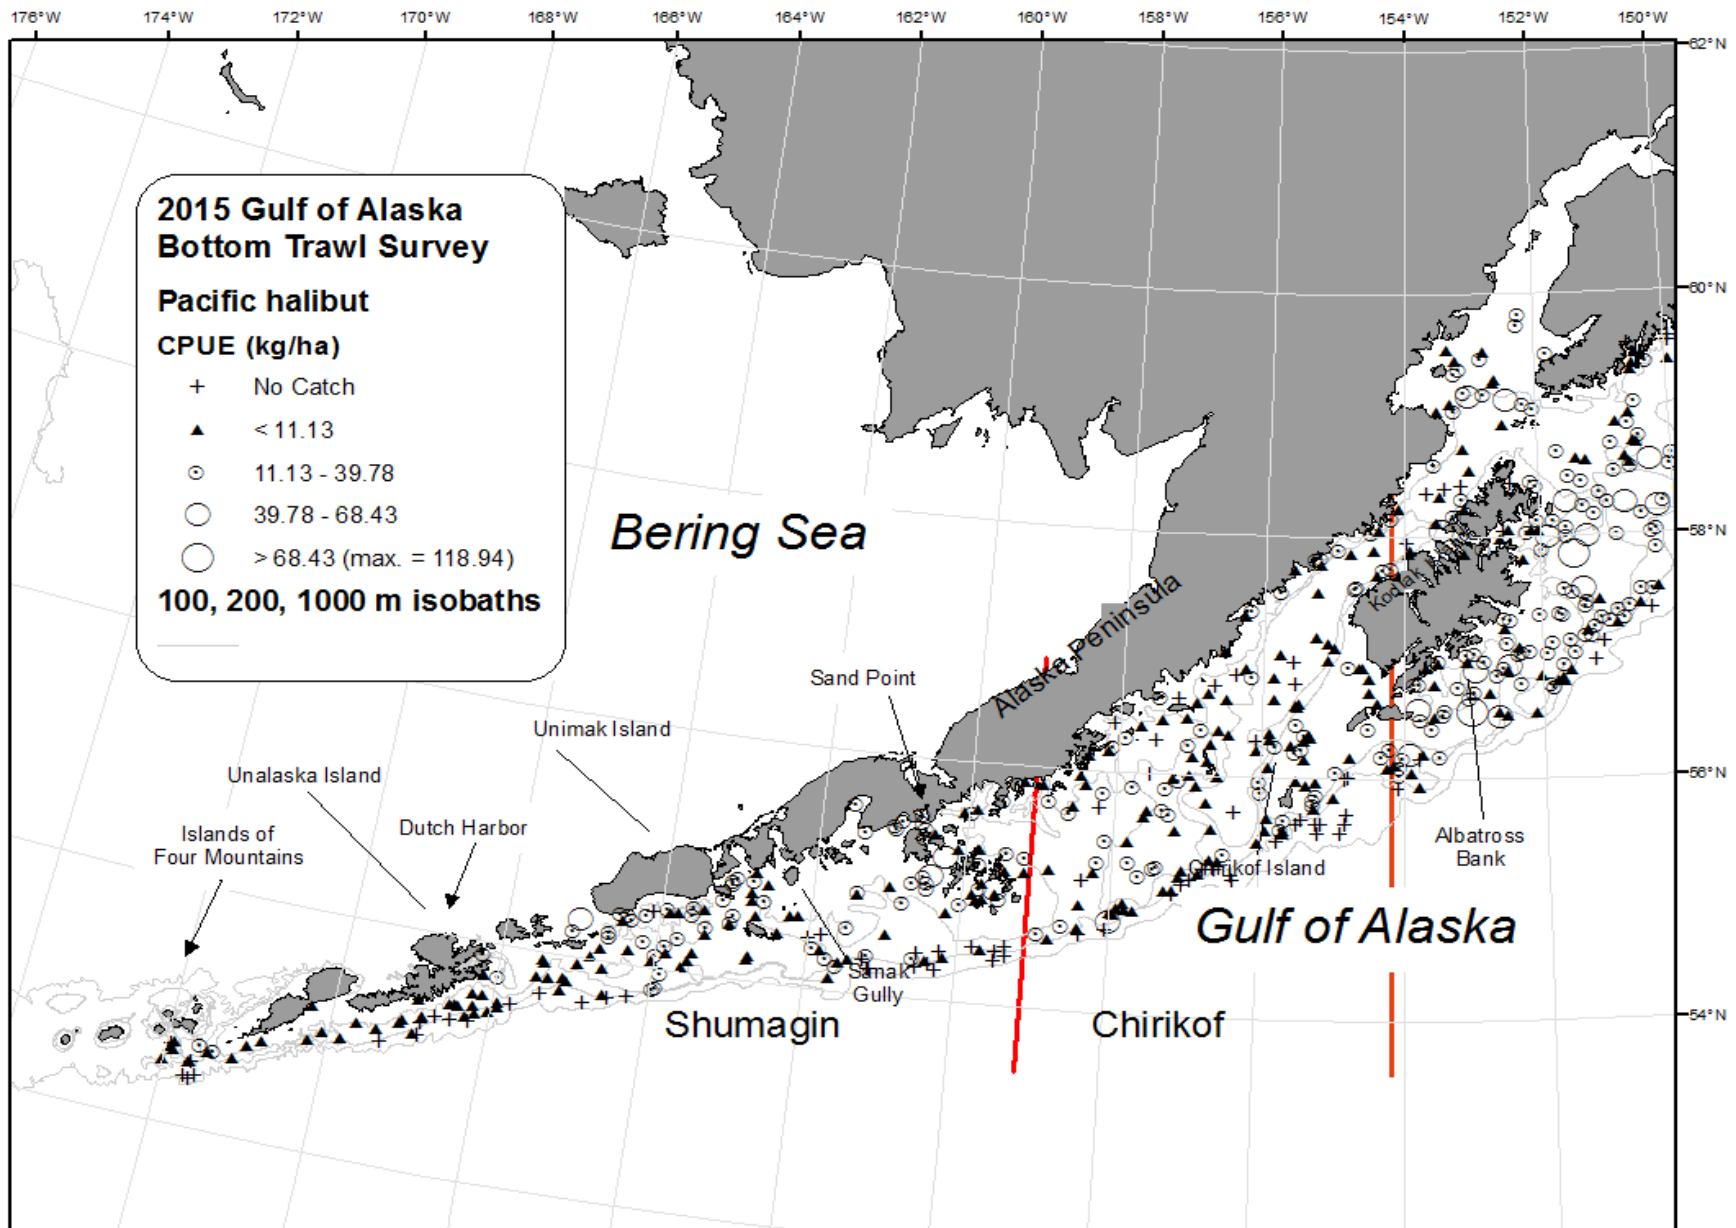 176°W 174°W 172°W 170°W 168°W 166°W 164°W 162°W 160°W 158°W 156°W 154°W 152°W 150°W
62°N
2015 Gulf of Alaska
Bottom Trawl Survey
Pacific halibut
CPUE (kg/ha)
No Catch
< 11.13
11.13 - 39.78
39.78 - 68.43
> 68.43 (max. = 118.94)
100, 200, 1000 m isobaths
60°N
Bering Sea
58°N
Kodiak
Alaska Peninsula
Sand Point
Unimak Island
Unalaska Island
56°N
Islands of
Four Mountains
Dutch Harbor
Albatross
Bank
Chirikof Island
Gulf of Alaska
Sanak
Gully
Shumagin
Chirikof
54°N